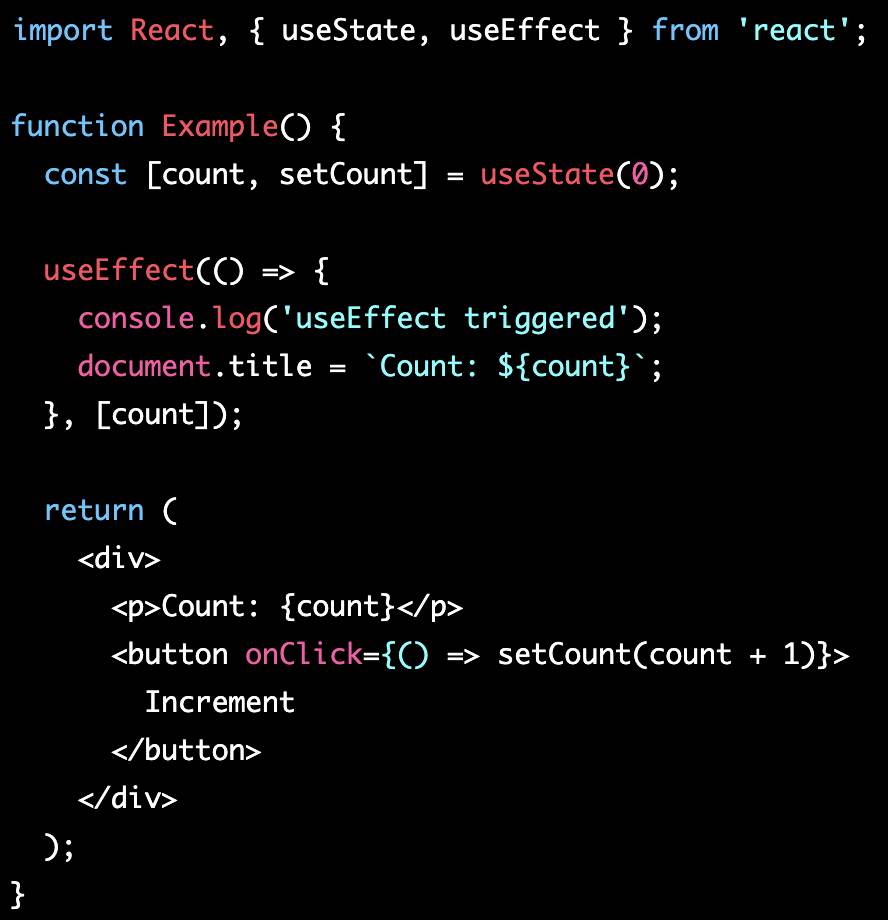 import React, { useState, useEffect } from 'react';

function Example() {
  const [count, setCount] = useState(0);

  useEffect(() => {
    console.log('useEffect triggered');
    document.title = `Count: ${count}`;
  }, [count]);

  return (
    <div>
      <p>Count: {count}</p>
      <button onClick={() => setCount(count + 1)}>
        Increment
      </button>
    </div>
  );
}